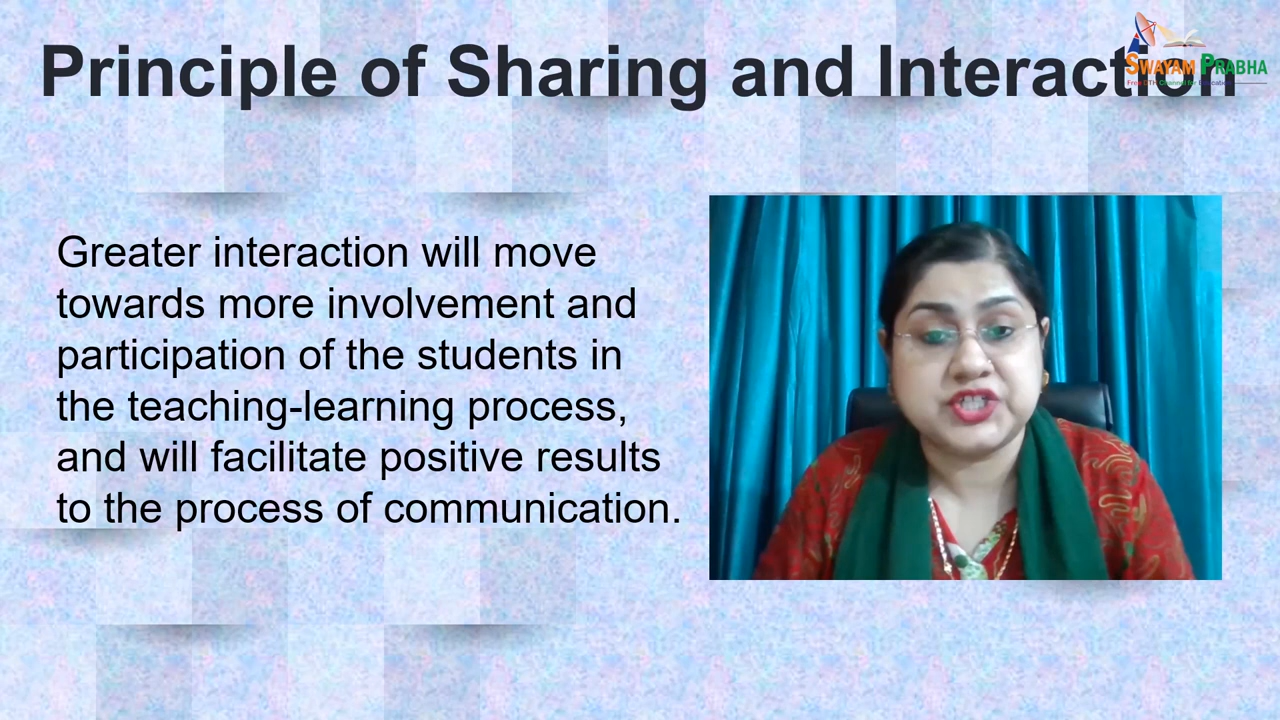 Principle of Sharing and Interaction
SWAYAM PRABHA
Greater interaction will move
towards more involvement and
participation of the students in
the teaching-learning process,
and will facilitate positive results
to the process of communication.